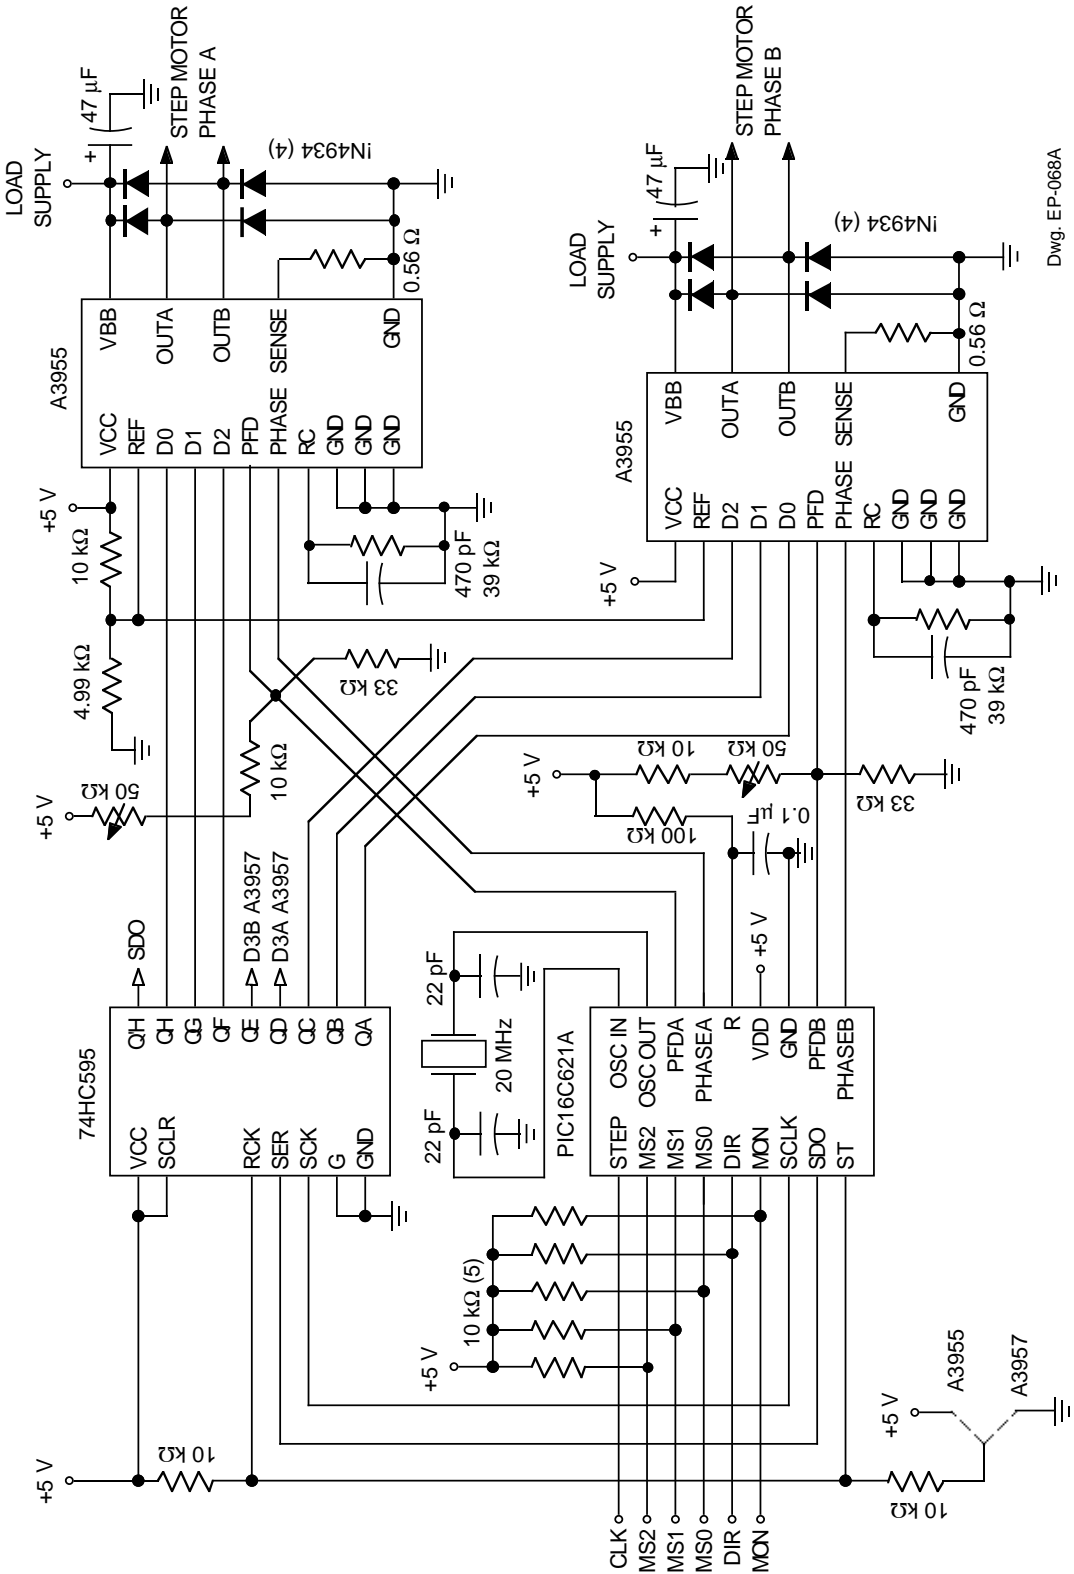 LOAD
SUPPLY
47 µF
+
STEP MOTOR
PHASE A
iN4934 (4)
0.56 Ω
A3955
VBB
OUTA
OUTB
SENSE
GND
VCC
REF
D0
D1
D2
PFD
PHASE
RC
GND
GND
GND
+5 V
10 kΩ
4.99 kΩ
470 pF
39 kΩ
33 kΩ
10 kΩ
50 kΩ
+5 V
LOAD
SUPPLY
47 µF
+
STEP MOTOR
PHASE B
iN4934 (4)
0.56 Ω
A3955
VBB
OUTA
OUTB
SENSE
GND
VCC
REF
D2
D1
D0
PFD
PHASE
RC
GND
GND
GND
+5 V
470 pF
39 kΩ
+5 V
10 kΩ
50 kΩ
100 kΩ
33 kΩ
0.1 µF
+5 V
SDO
D3B A3957
D3A A3957
74HC595
Q'H
QH
QG
QF
QE
QD
QC
QB
QA
VCC
SCLR
RCK
SER
SCK
G
GND
22 pF
20 MHz
22 pF
PIC16C621A
OSC IN
OSC OUT
PFDA
PHASEA
R
VDD
GND
PFDB
PHASEB
STEP
MS2
MS1
MS0
DIR
MON
SCLK
SDO
ST
10 kΩ (5)
+5 V
+5 V
10 kΩ
CLK
MS2
MS1
MS0
DIR
MON
10 kΩ
+5 V
A3955
A3957
Dwg. EP-068A